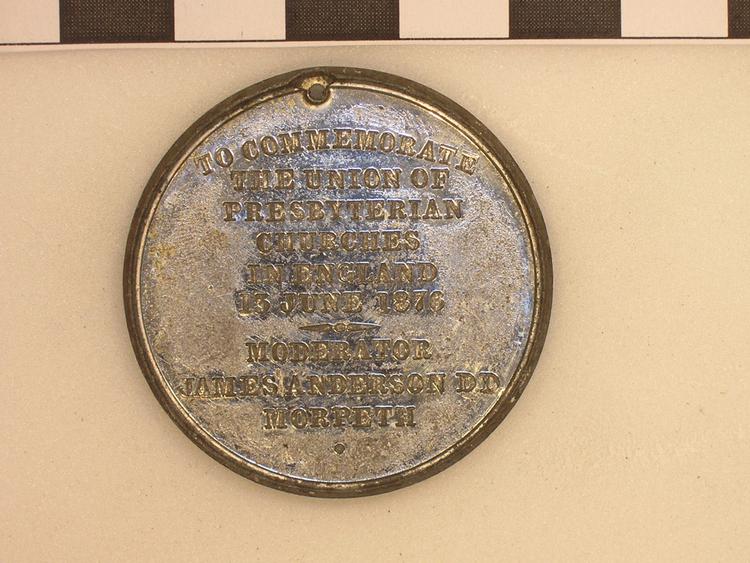 TO COMMEMORATE
THE UNION OF
PRESBYTERIAN
CHURCHES
IN ENGLAND
13 JUNE 1876
MODERATOR
JAMES ANDERSON DD
MORPETH